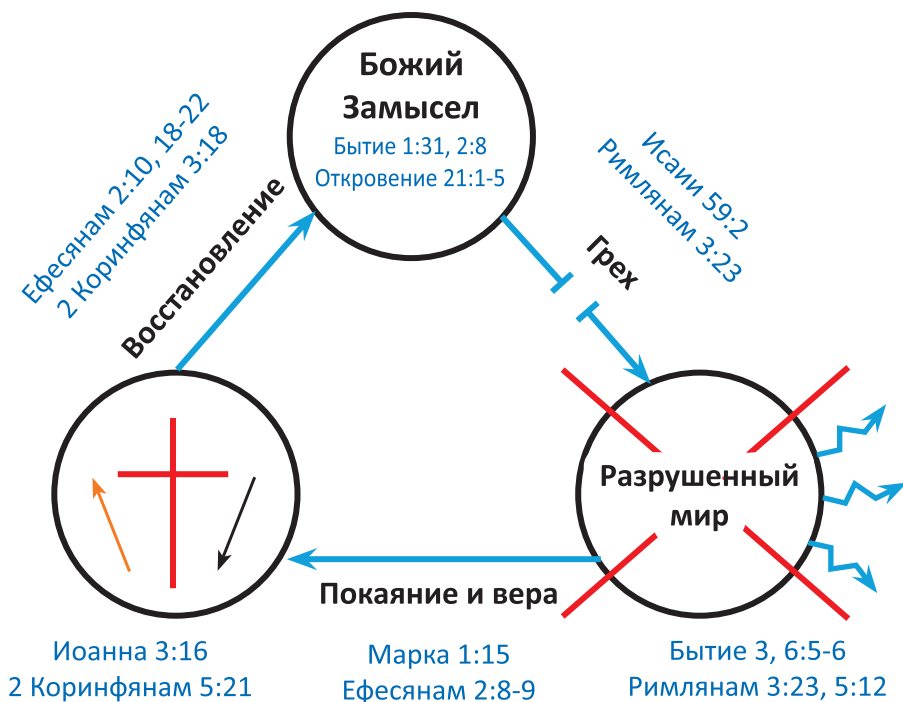 Божий
Замысел
Бытие 1:31, 2:8
Откровение 21:1-5
Ефесянам 2:10, 18-22
2 Коринфянам 3:18
Восстановление
Исаии 59:2
Римлянам 3:23
Грех
Разрушенный
мир
Покаяние и вера
Иоанна 3:16
2 Коринфянам 5:21
Марка 1:15
Ефесянам 2:8-9
Бытие 3, 6:5-6
Римлянам 3:23, 5:12